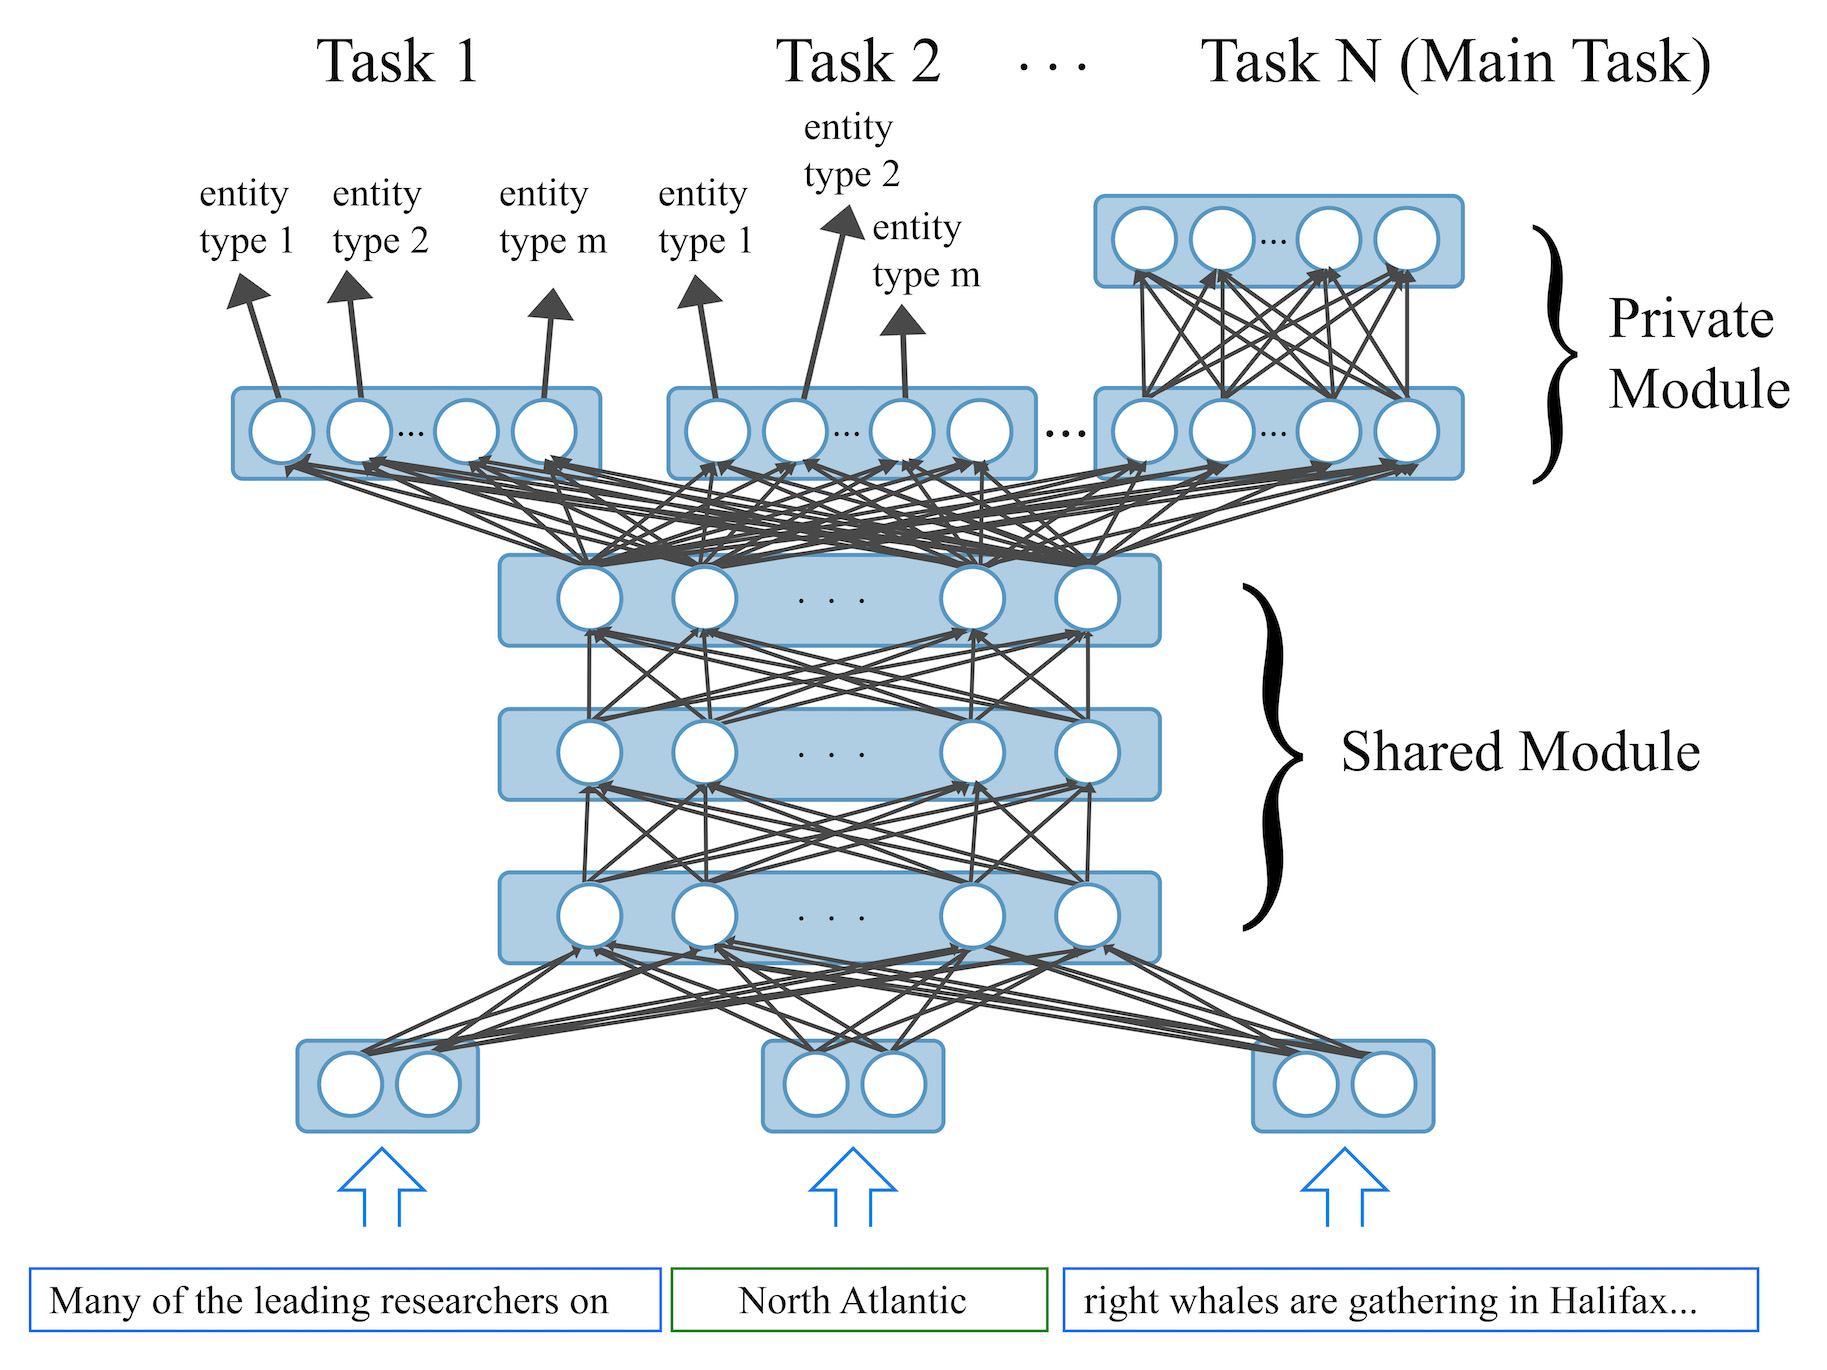 Task 1
Task 2
. . .
Task N (Main Task)
entity
type 1
entity
type 2
entity
type m
entity
type 1
entity
type 2
entity
type m
...
...
...
...
...
Private
Module
. . .
. . .
. . .
Shared Module
Many of the leading researchers on
North Atlantic
right whales are gathering in Halifax...